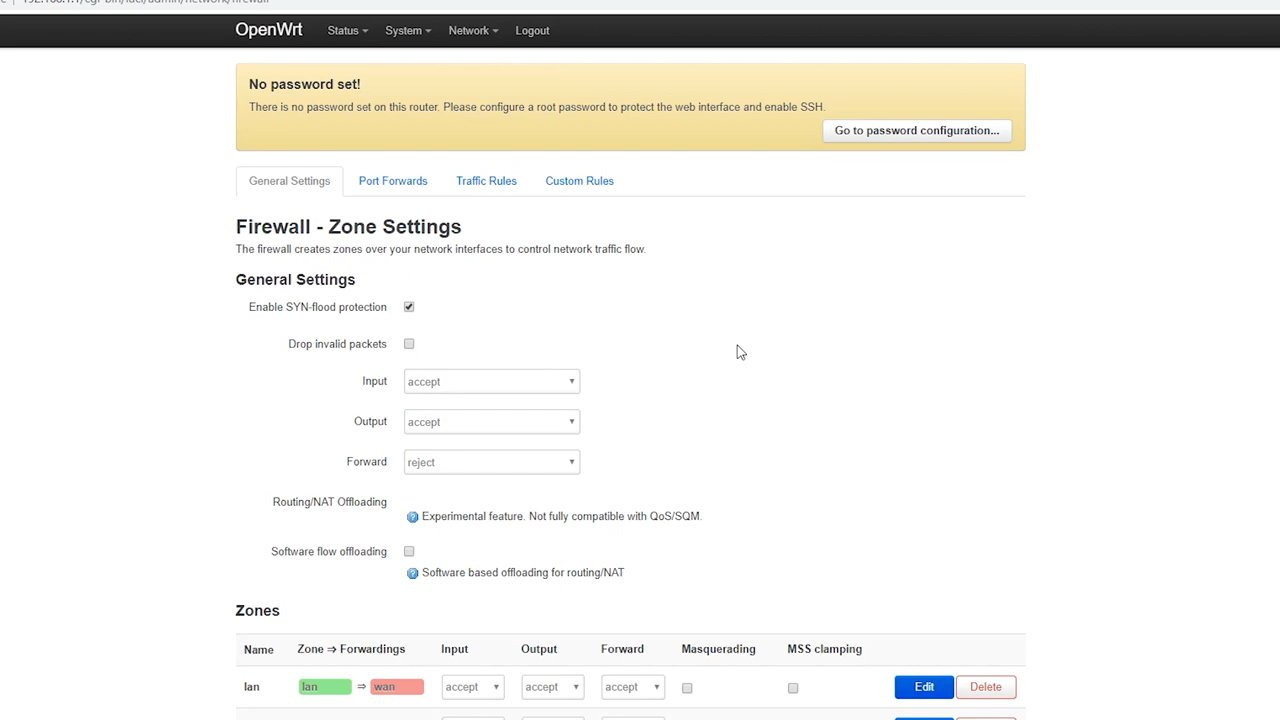 OpenWrt Status System Network Logout
No password set!
There is no password set on this router. Please configure a root password to protect the web interface and enable SSH.
Go to password configuration...
General Settings Port Forwards Traffic Rules Custom Rules
Firewall - Zone Settings
The firewall creates zones over your network interfaces to control network traffic flow.
General Settings
Enable SYN-flood protection
Drop invalid packets
Input accept
Output accept
Forward reject
Routing/NAT Offloading
Experimental feature. Not fully compatible with QoS/SQM.
Software flow offloading
Software based offloading for routing/NAT
Zones
Name Zone ⇒ Forwardings Input Output Forward Masquerading MSS clamping
lan lan ⇒ wan accept accept accept Edit Delete